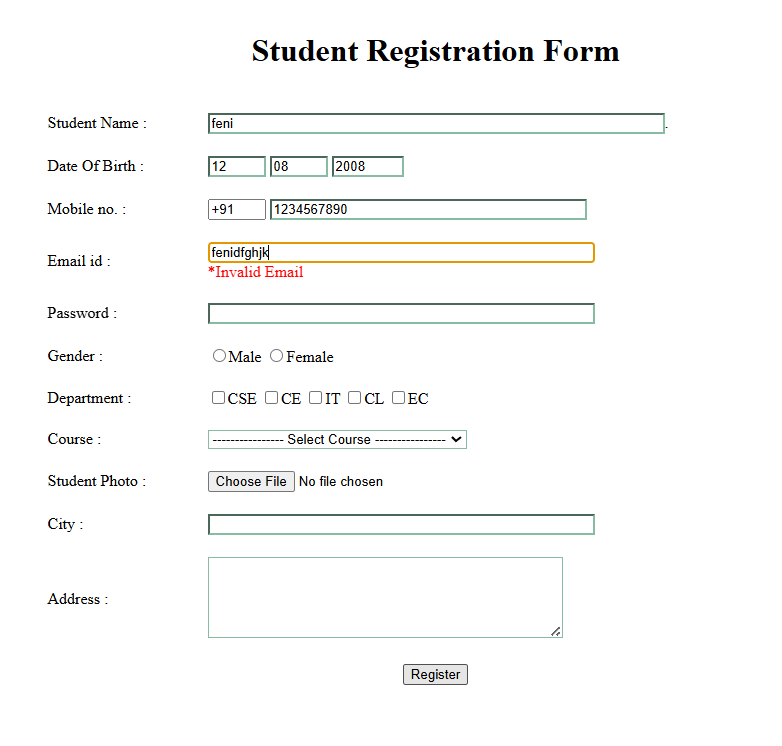 Student Registration Form
Student Name : feni.
Date Of Birth : 12 08 2008
Mobile no. : +91 1234567890
Email id : fenidfghjk
*Invalid Email
Password :
Gender : Male Female
Department : CSE CE IT CL EC
Course : ---------------- Select Course ----------------
Student Photo : Choose File No file chosen
City :
Address :
Register